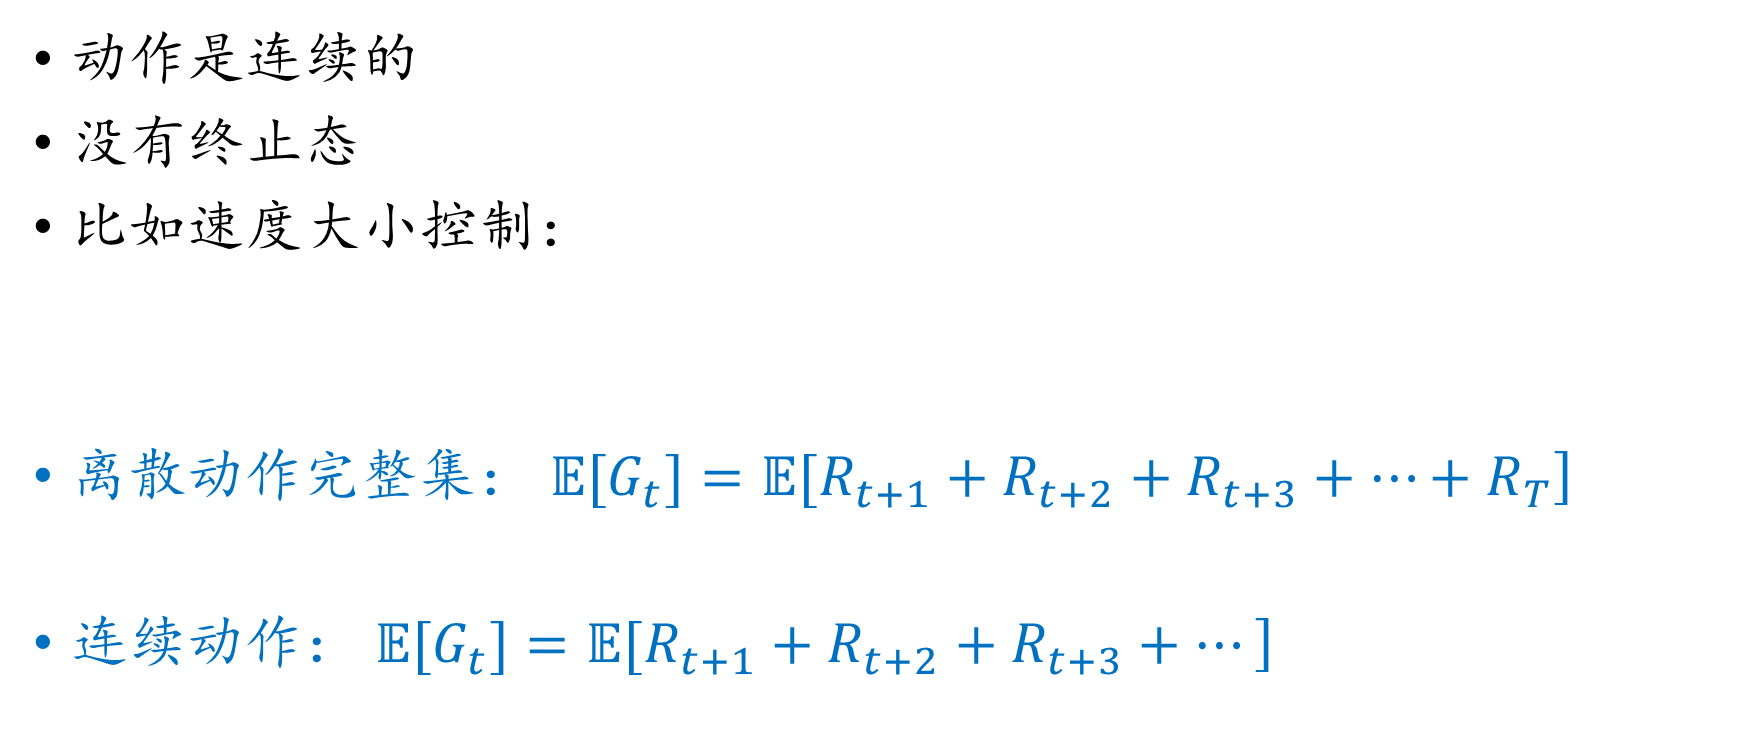 • 动作是连续的
• 没有终止态
• 比如速度大小控制：
• 离散动作完整集： 𝔼[G_t] = 𝔼[R_{t+1} + R_{t+2} + R_{t+3} + ⋯ + R_T]
• 连续动作： 𝔼[G_t] = 𝔼[R_{t+1} + R_{t+2} + R_{t+3} + ⋯ ]